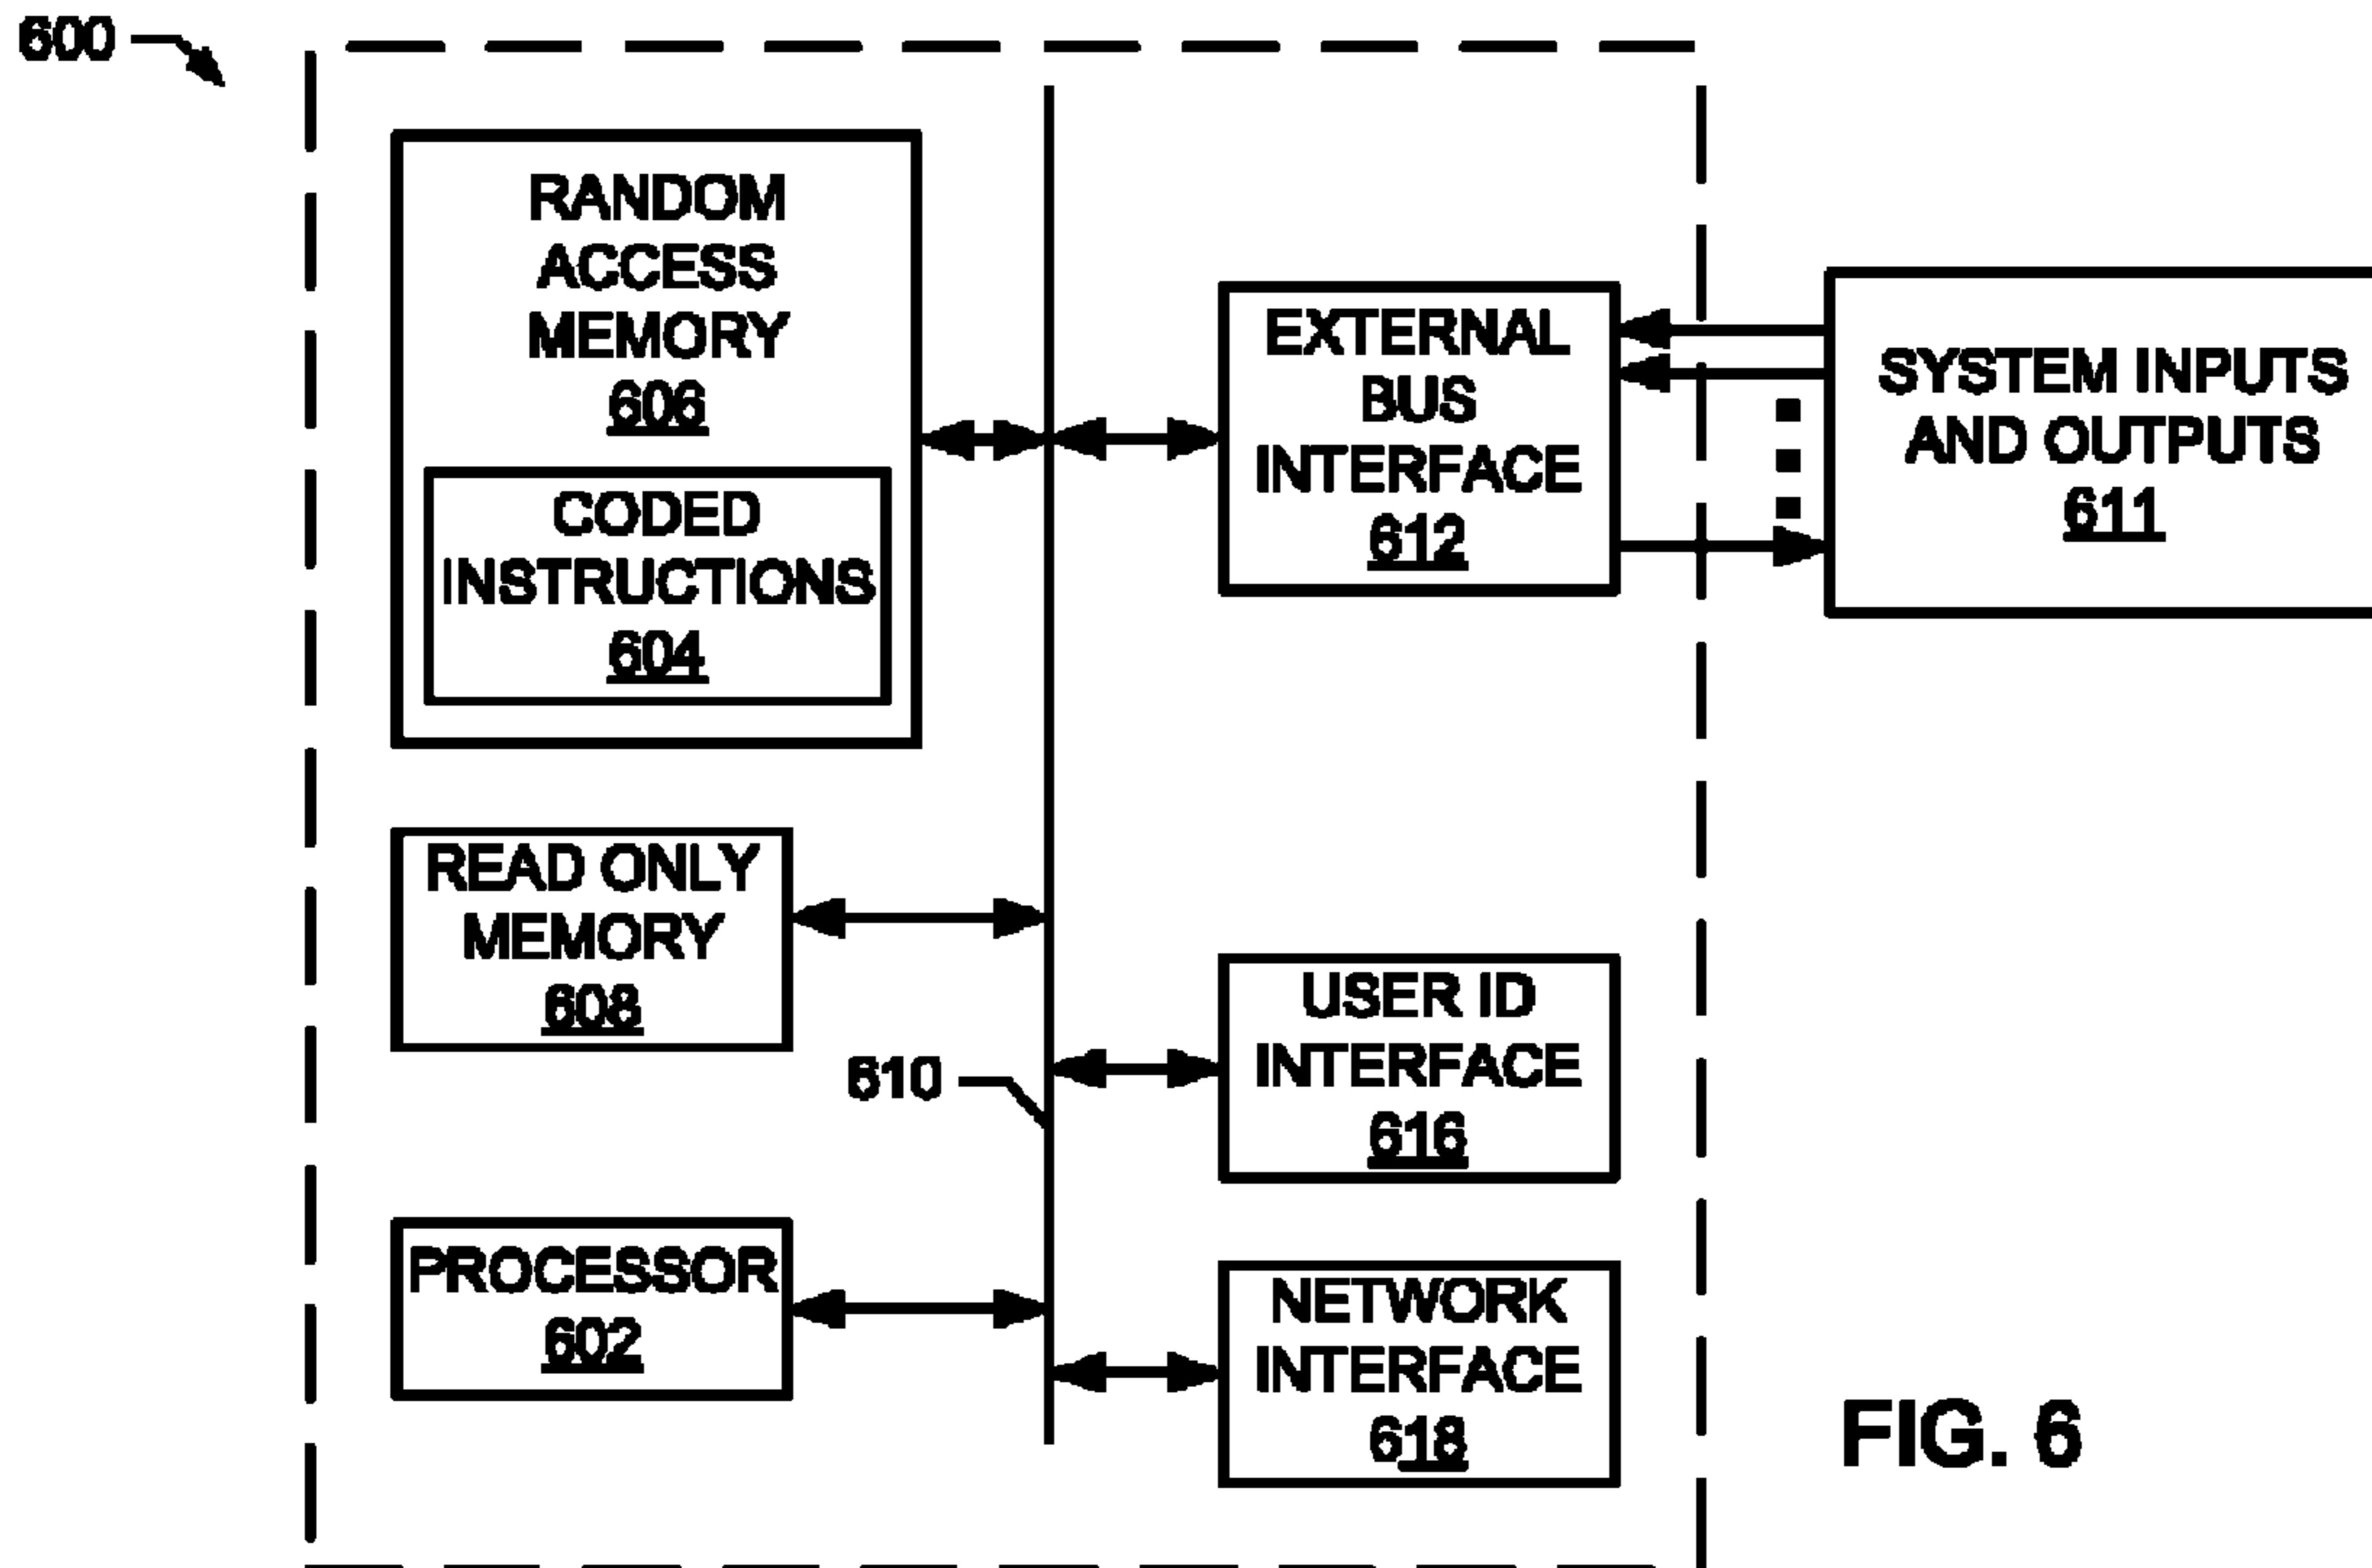 600
RANDOM
ACCESS
MEMORY
606
CODED
INSTRUCTIONS
604
EXTERNAL
BUS
INTERFACE
612
SYSTEM INPUTS
AND OUTPUTS
611
READ ONLY
MEMORY
608
610
USER ID
INTERFACE
616
PROCESSOR
602
NETWORK
INTERFACE
618
FIG. 6